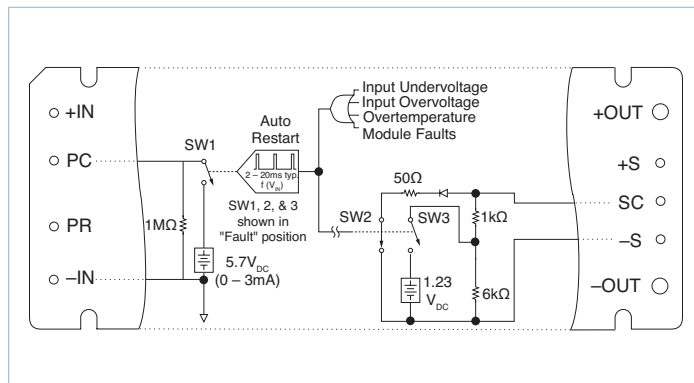 +IN
PC
PR
–IN
SW1
1MΩ
5.7V DC
(0 – 3mA)
Auto
Restart
2 – 20ms typ.
f (VIN)
SW1, 2, & 3
shown in
"Fault" position
Input Undervoltage
Input Overvoltage
Overtemperature
Module Faults
50Ω
SW2
SW3
1kΩ
1.23
VDC
6kΩ
+OUT
+S
SC
–S
–OUT